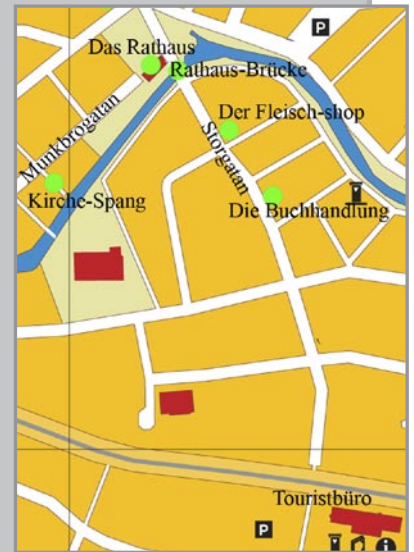 P
Das Rathaus
Rathaus-Brücke
Der Fleisch-shop
Munkbrogatan
Storgatan
Kirche-Spang
Die Buchhandlung
Touristbüro
P
i